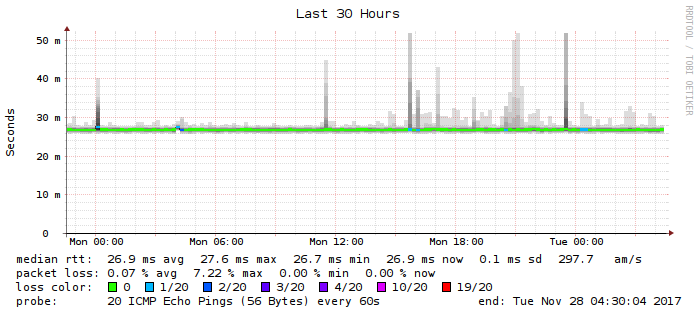 Last 30 Hours
RRDTOOL / TOBI OETIKER
Seconds
50 m
40 m
30 m
20 m
10 m
0
Mon 00:00 Mon 06:00 Mon 12:00 Mon 18:00 Tue 00:00
median rtt: 26.9 ms avg 27.6 ms max 26.7 ms min 26.9 ms now 0.1 ms sd 297.7 am/s
packet loss: 0.07 % avg 7.22 % max 0.00 % min 0.00 % now
loss color: 0 1/20 2/20 3/20 4/20 10/20 19/20
probe: 20 ICMP Echo Pings (56 Bytes) every 60s end: Tue Nov 28 04:30:04 2017